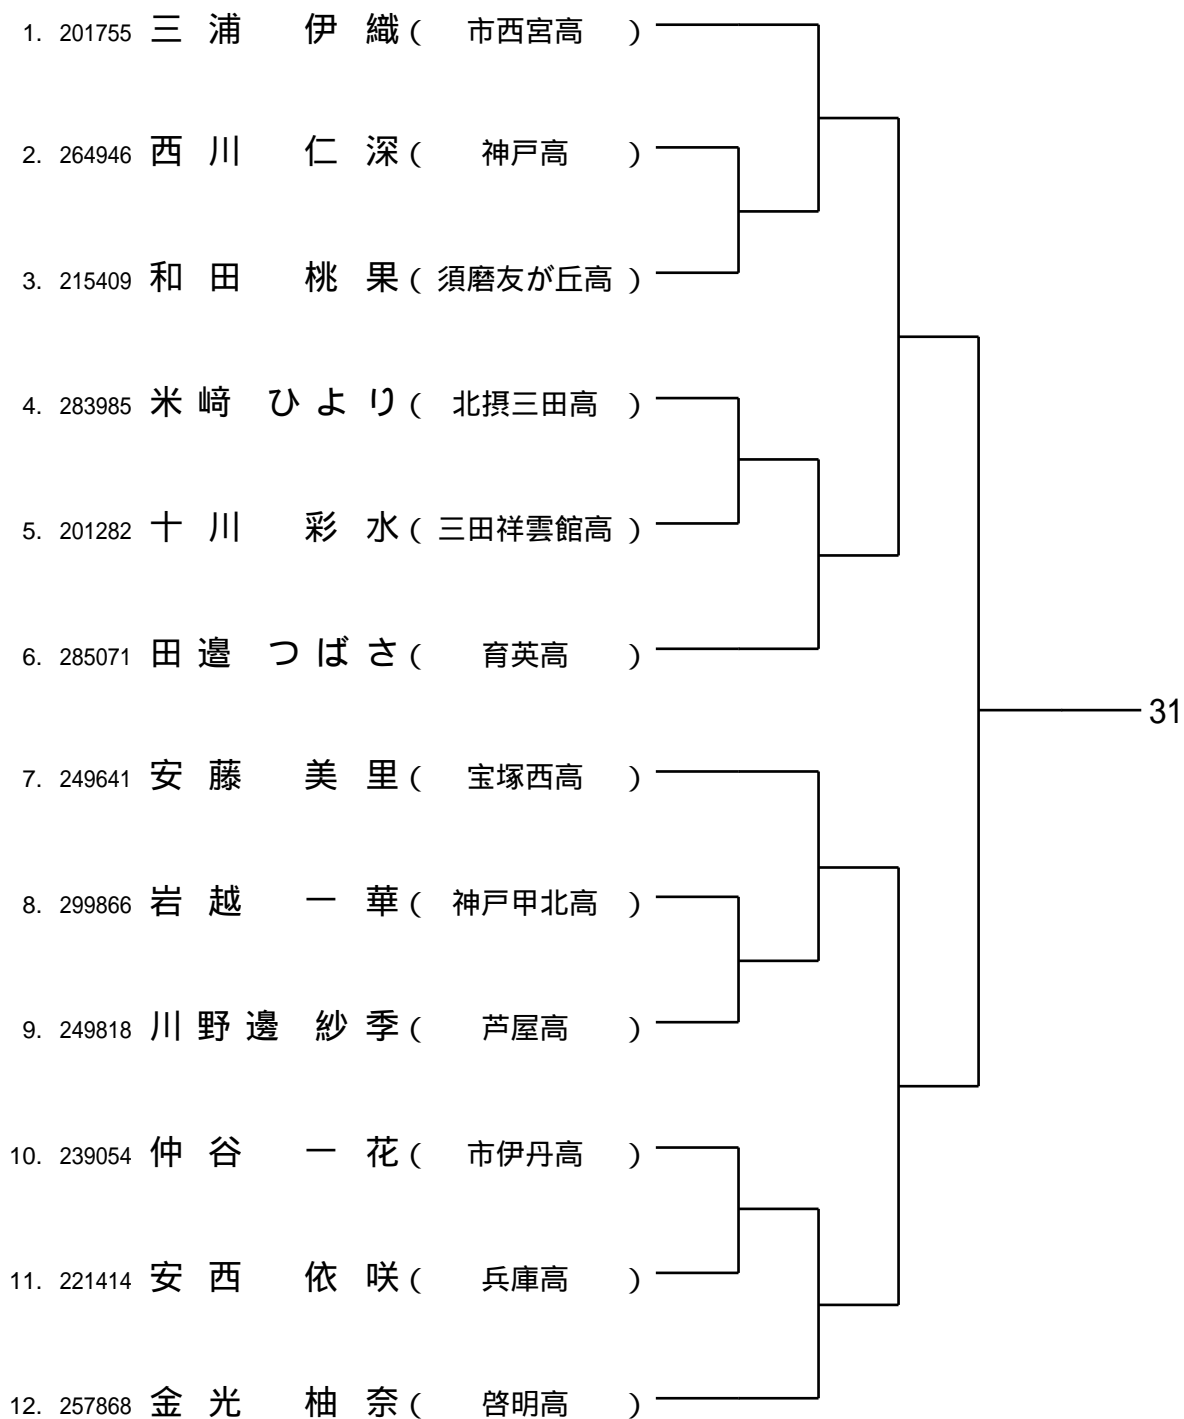 1. 201755 三浦 伊織 ( 市西宮高 )
2. 264946 西川 仁深 ( 神戸高 )
3. 215409 和田 桃果 ( 須磨友が丘高 )
4. 283985 米﨑 ひより ( 北摂三田高 )
5. 201282 十川 彩水 ( 三田祥雲館高 )
6. 285071 田邉 つばさ ( 育英高 )
31
7. 249641 安藤 美里 ( 宝塚西高 )
8. 299866 岩越 一華 ( 神戸甲北高 )
9. 249818 川野邊 紗季 ( 芦屋高 )
10. 239054 仲谷 一花 ( 市伊丹高 )
11. 221414 安西 依咲 ( 兵庫高 )
12. 257868 金光 柚奈 ( 啓明高 )